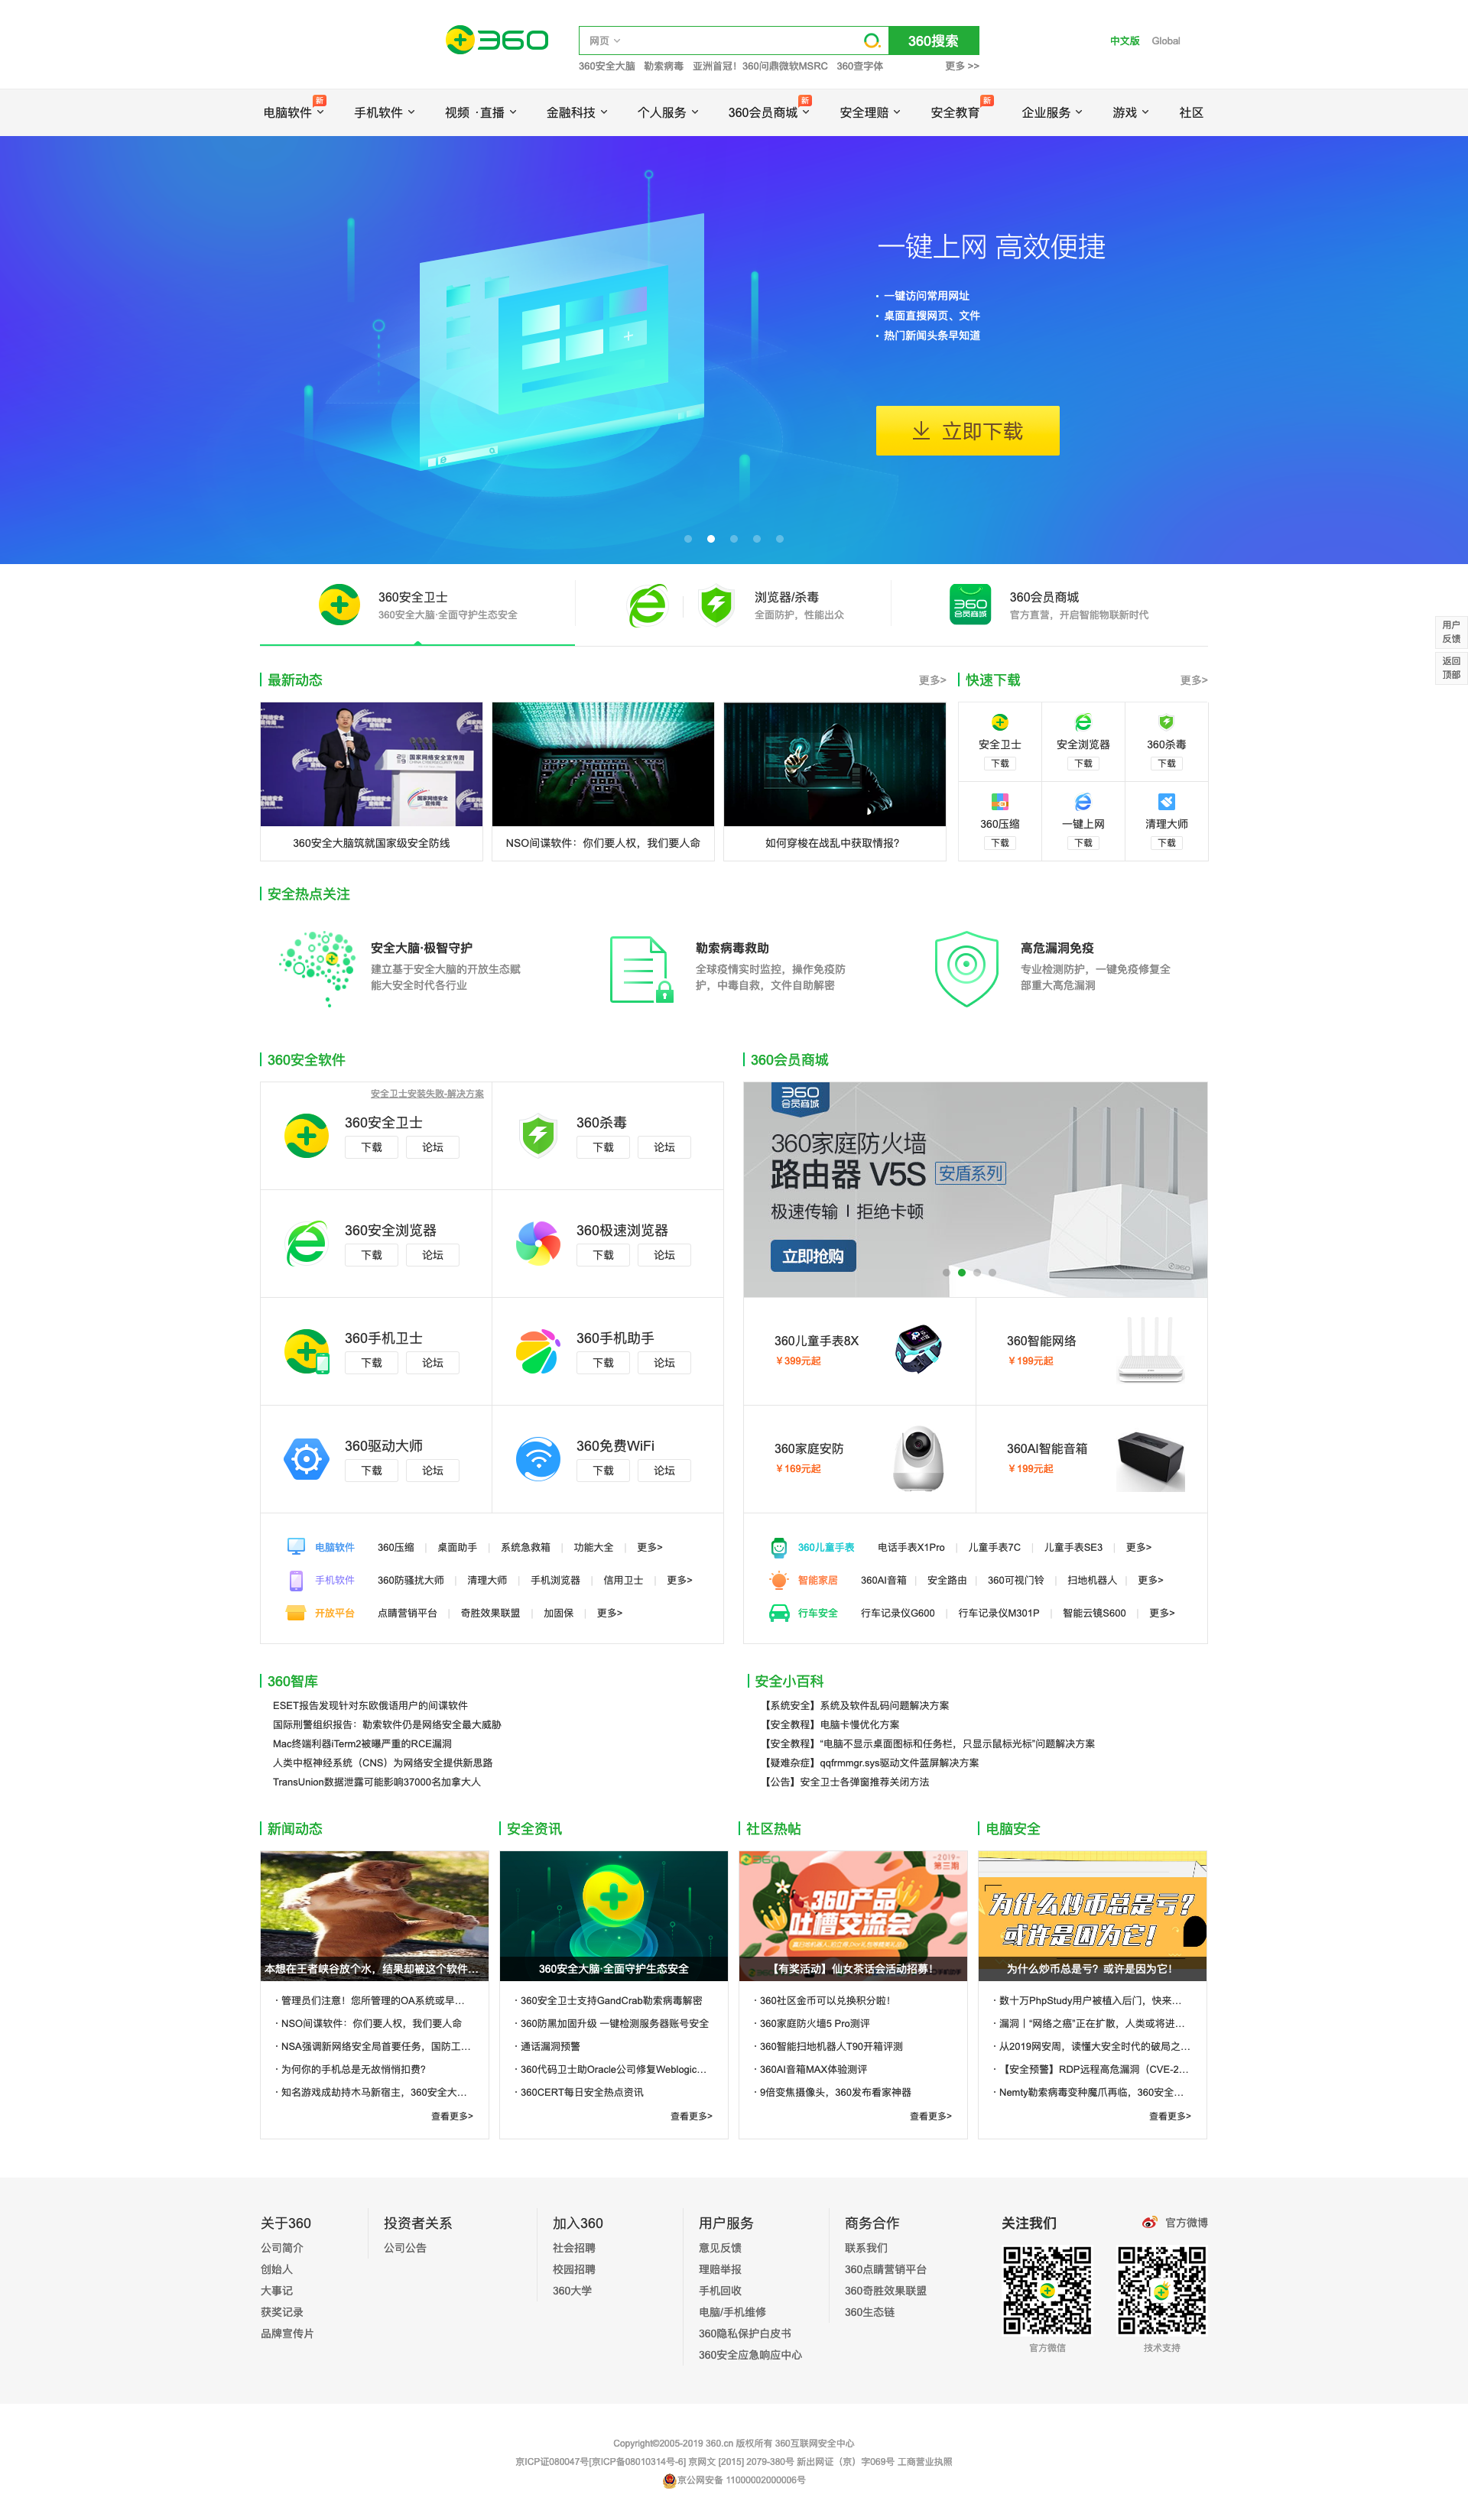 360
网页
360搜索
中文版 Global
360安全大脑 勒索病毒 亚洲首冠！360问鼎微软MSRC 360查字体 更多 >>
电脑软件 新 手机软件 视频 · 直播 金融科技 个人服务 360会员商城 新 安全理赔 安全教育 新 企业服务 游戏 社区
一键上网 高效便捷
• 一键访问常用网址
• 桌面直搜网页、文件
• 热门新闻头条早知道
立即下载
360安全卫士
360安全大脑·全面守护生态安全
浏览器/杀毒
全面防护，性能出众
360会员商城
360会员商城
官方直营，开启智能物联新时代
用户反馈
返回顶部
最新动态 更多>
国家网络安全宣传周
360安全大脑筑就国家级安全防线
NSO间谍软件：你们要人权，我们要人命
如何穿梭在战乱中获取情报?
快速下载 更多>
安全卫士 安全浏览器 360杀毒
下载 下载 下载
360压缩 一键上网 清理大师
下载 下载 下载
安全热点关注
安全大脑·极智守护
建立基于安全大脑的开放生态赋
能大安全时代各行业
勒索病毒救助
全球疫情实时监控，操作免疫防
护，中毒自救，文件自助解密
高危漏洞免疫
专业检测防护，一键免疫修复全
部重大高危漏洞
360安全软件
安全卫士安装失败-解决方案
360安全卫士
下载 论坛
360杀毒
下载 论坛
360安全浏览器
下载 论坛
360极速浏览器
下载 论坛
360手机卫士
下载 论坛
360手机助手
下载 论坛
360驱动大师
下载 论坛
360免费WiFi
下载 论坛
电脑软件 360压缩 | 桌面助手 | 系统急救箱 | 功能大全 | 更多>
手机软件 360防骚扰大师 | 清理大师 | 手机浏览器 | 信用卫士 | 更多>
开放平台 点睛营销平台 | 奇胜效果联盟 | 加固保 | 更多>
360会员商城
360
会员商城
360家庭防火墙
路由器 V5S 安盾系列
极速传输 | 拒绝卡顿
立即抢购
360
360儿童手表8X
￥399元起
360智能网络
￥199元起
360家庭安防
￥169元起
360AI智能音箱
￥199元起
360儿童手表 电话手表X1Pro | 儿童手表7C | 儿童手表SE3 | 更多>
智能家居 360AI音箱 | 安全路由 | 360可视门铃 | 扫地机器人 | 更多>
行车安全 行车记录仪G600 | 行车记录仪M301P | 智能云镜S600 | 更多>
360智库
ESET报告发现针对东欧俄语用户的间谍软件
国际刑警组织报告：勒索软件仍是网络安全最大威胁
Mac终端利器iTerm2被曝严重的RCE漏洞
人类中枢神经系统（CNS）为网络安全提供新思路
TransUnion数据泄露可能影响37000名加拿大人
安全小百科
【系统安全】系统及软件乱码问题解决方案
【安全教程】电脑卡慢优化方案
【安全教程】“电脑不显示桌面图标和任务栏，只显示鼠标光标”问题解决方案
【疑难杂症】qqfrmmgr.sys驱动文件蓝屏解决方案
【公告】安全卫士各弹窗推荐关闭方法
新闻动态
本想在王者峡谷放个水，结果却被这个软件...
· 管理员们注意！您所管理的OA系统或早...
· NSO间谍软件：你们要人权，我们要人命
· NSA强调新网络安全局首要任务，国防工...
· 为何你的手机总是无故悄悄扣费?
· 知名游戏成劫持木马新宿主，360安全大...
查看更多>
安全资讯
360安全大脑·全面守护生态安全
· 360安全卫士支持GandCrab勒索病毒解密
· 360防黑加固升级 一键检测服务器账号安全
· 通话漏洞预警
· 360代码卫士助Oracle公司修复Weblogic...
· 360CERT每日安全热点资讯
查看更多>
社区热帖
360
2019
第三期
360产品
吐槽交流会
【有奖活动】仙女茶话会活动招募！
· 360社区金币可以兑换积分啦！
· 360家庭防火墙5 Pro测评
· 360智能扫地机器人T90开箱评测
· 360AI音箱MAX体验测评
· 9倍变焦摄像头，360发布看家神器
查看更多>
电脑安全
为什么炒币总是亏？
或许是因为它！
为什么炒币总是亏？或许是因为它！
· 数十万PhpStudy用户被植入后门，快来...
· 漏洞丨“网络之癌”正在扩散，人类或将进...
· 从2019网安周，读懂大安全时代的破局之...
· 【安全预警】RDP远程高危漏洞（CVE-2...
· Nemty勒索病毒变种魔爪再临，360安全...
查看更多>
关于360
公司简介
创始人
大事记
获奖记录
品牌宣传片
投资者关系
公司公告
加入360
社会招聘
校园招聘
360大学
用户服务
意见反馈
理赔举报
手机回收
电脑/手机维修
360隐私保护白皮书
360安全应急响应中心
商务合作
联系我们
360点睛营销平台
360奇胜效果联盟
360生态链
关注我们 官方微博
官方微信 技术支持
Copyright©2005-2019 360.cn 版权所有 360互联网安全中心
京ICP证080047号[京ICP备08010314号-6] 京网文 [2015] 2079-380号 新出网证（京）字069号 工商营业执照
京公网安备 11000002000006号